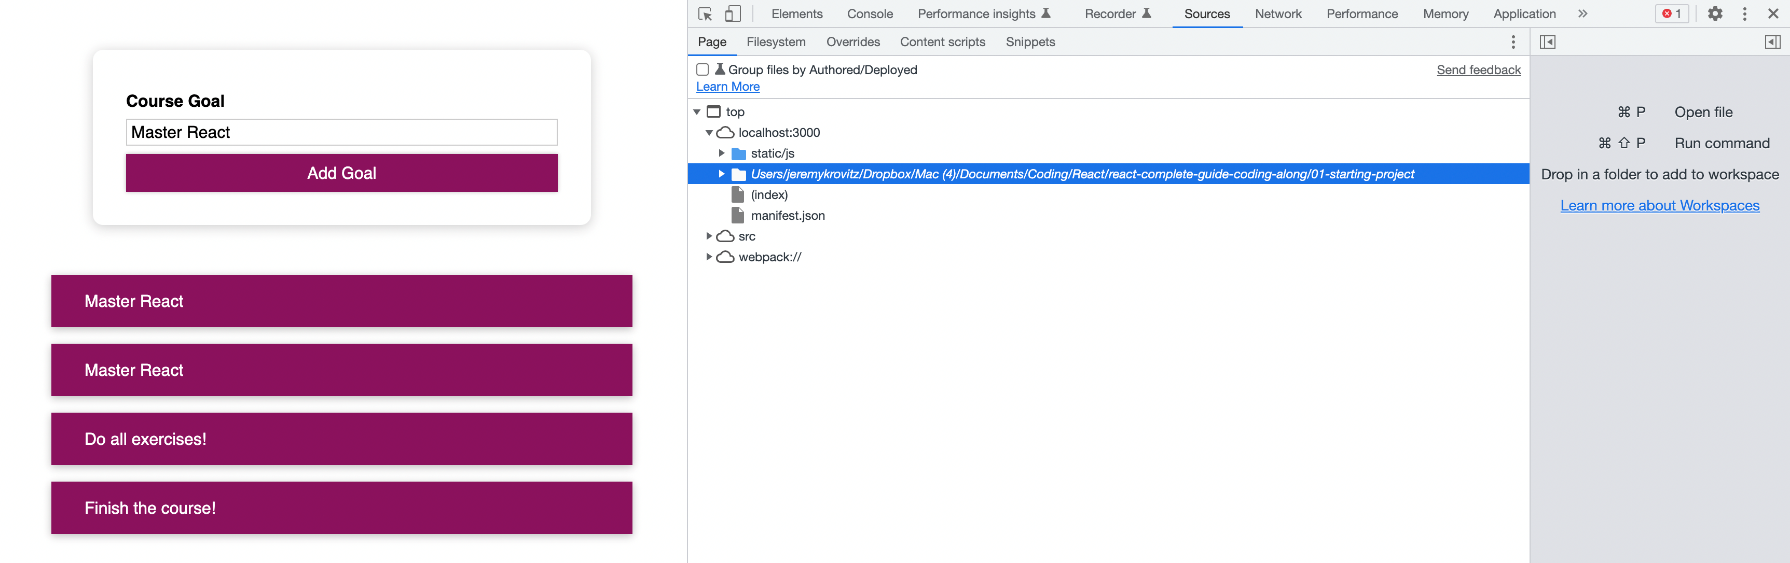 Course Goal
Master React
Add Goal
Master React
Master React
Do all exercises!
Finish the course!
Elements Console Performance insights Recorder Sources Network Performance Memory Application » 1
Page Filesystem Overrides Content scripts Snippets
Group files by Authored/Deployed Send feedback
Learn More
top
localhost:3000
static/js
Users/jeremykrovitz/Dropbox/Mac (4)/Documents/Coding/React/react-complete-guide-coding-along/01-starting-project
(index)
manifest.json
src
webpack://
⌘ P Open file
⌘ ⇧ P Run command
Drop in a folder to add to workspace
Learn more about Workspaces